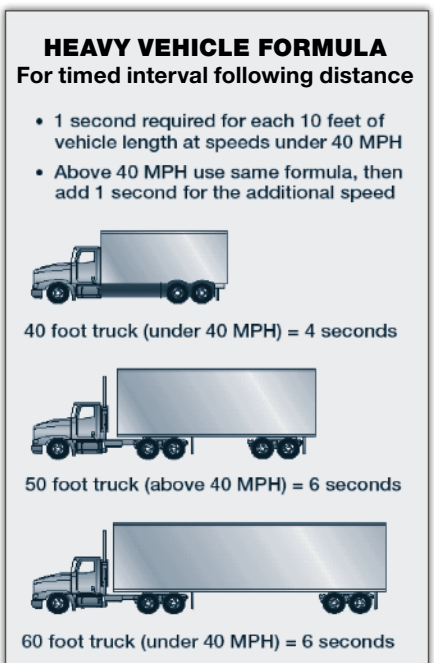 HEAVY VEHICLE FORMULA
For timed interval following distance
• 1 second required for each 10 feet of
vehicle length at speeds under 40 MPH
• Above 40 MPH use same formula, then
add 1 second for the additional speed
40 foot truck (under 40 MPH) = 4 seconds
50 foot truck (above 40 MPH) = 6 seconds
60 foot truck (under 40 MPH) = 6 seconds